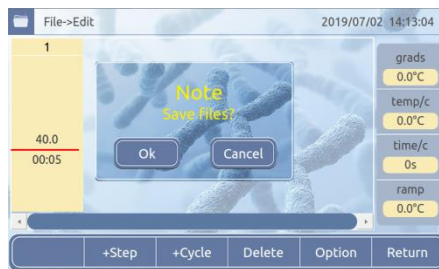 File->Edit 2019/07/02 14:13:04
1
40.0
00:05
Note
Save files?
Ok Cancel
grads
0.0°C
temp/c
0.0°C
time/c
0s
ramp
0.0°C
+Step +Cycle Delete Option Return